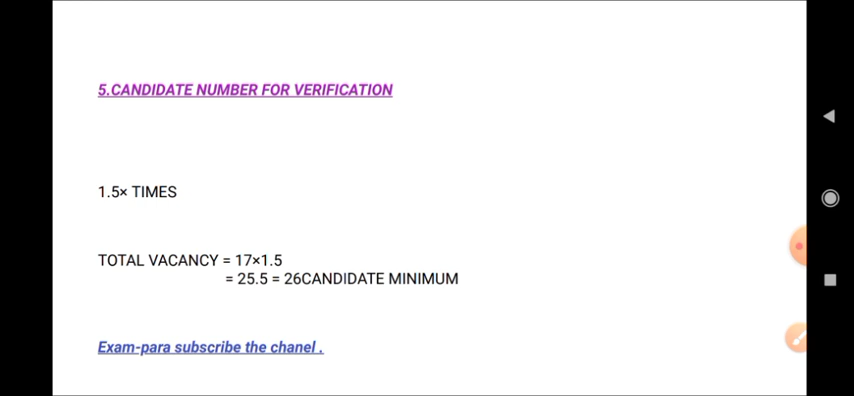 5.CANDIDATE NUMBER FOR VERIFICATION
1.5× TIMES
TOTAL VACANCY = 17×1.5
= 25.5 = 26CANDIDATE MINIMUM
Exam-para subscribe the chanel .